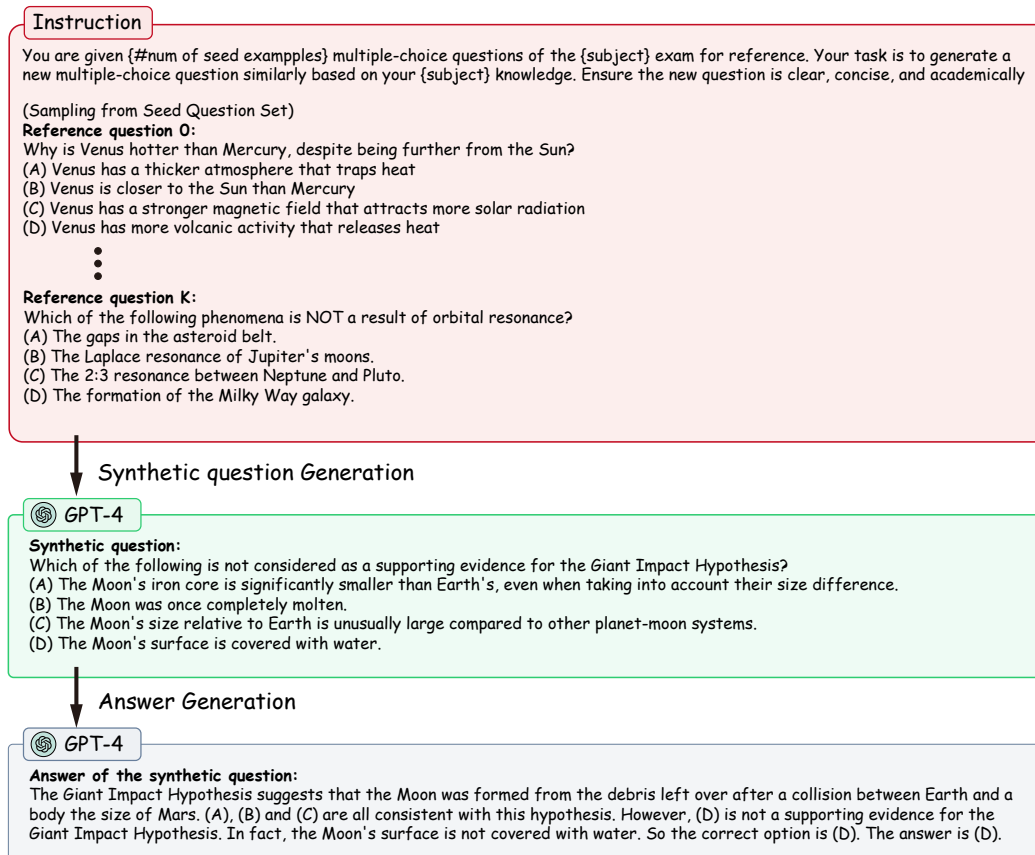 Instruction
You are given {#num of seed exampples} multiple-choice questions of the {subject} exam for reference. Your task is to generate a
new multiple-choice question similarly based on your {subject} knowledge. Ensure the new question is clear, concise, and academically
(Sampling from Seed Question Set)
Reference question 0:
Why is Venus hotter than Mercury, despite being further from the Sun?
(A) Venus has a thicker atmosphere that traps heat
(B) Venus is closer to the Sun than Mercury
(C) Venus has a stronger magnetic field that attracts more solar radiation
(D) Venus has more volcanic activity that releases heat
Reference question K:
Which of the following phenomena is NOT a result of orbital resonance?
(A) The gaps in the asteroid belt.
(B) The Laplace resonance of Jupiter's moons.
(C) The 2:3 resonance between Neptune and Pluto.
(D) The formation of the Milky Way galaxy.
Synthetic question Generation
GPT-4
Synthetic question:
Which of the following is not considered as a supporting evidence for the Giant Impact Hypothesis?
(A) The Moon's iron core is significantly smaller than Earth's, even when taking into account their size difference.
(B) The Moon was once completely molten.
(C) The Moon's size relative to Earth is unusually large compared to other planet-moon systems.
(D) The Moon's surface is covered with water.
Answer Generation
GPT-4
Answer of the synthetic question:
The Giant Impact Hypothesis suggests that the Moon was formed from the debris left over after a collision between Earth and a
body the size of Mars. (A), (B) and (C) are all consistent with this hypothesis. However, (D) is not a supporting evidence for the
Giant Impact Hypothesis. In fact, the Moon's surface is not covered with water. So the correct option is (D). The answer is (D).